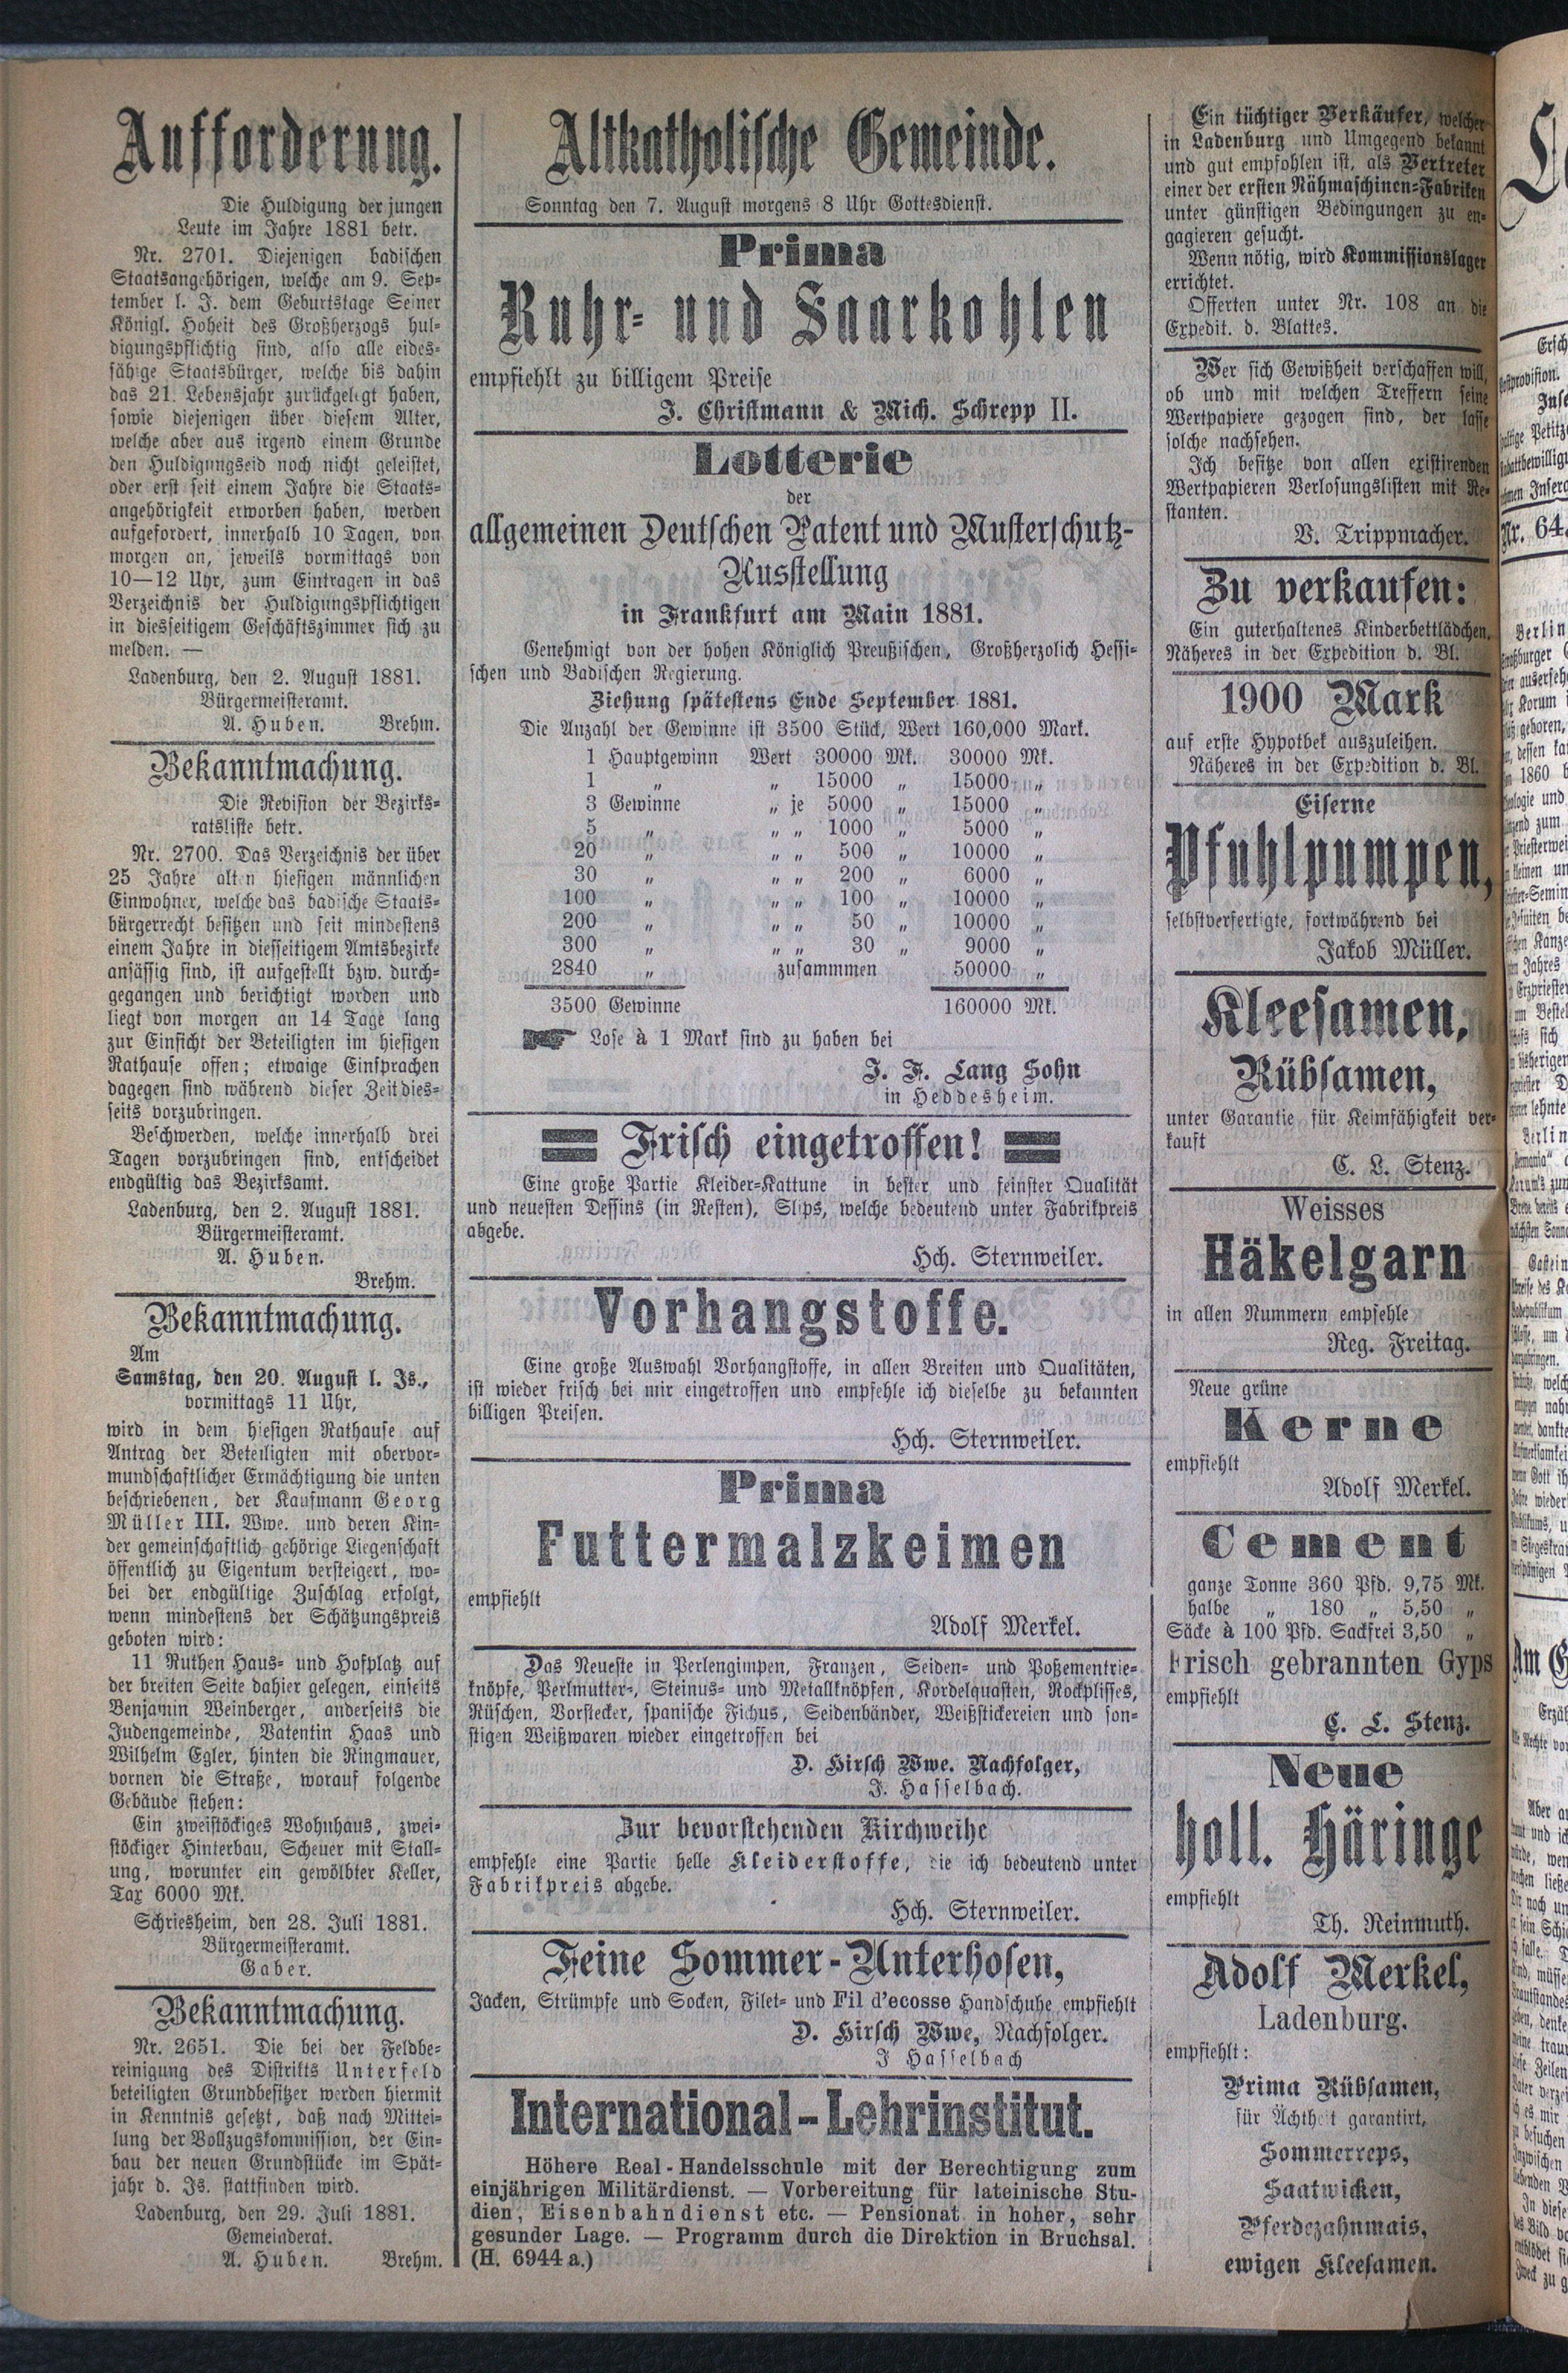 Aufforderung.
Die Huldigung der jungen
Leute im Jahre 1881 betr.
Nr. 2701. Diejenigen badischen
Staatsangehörigen, welche am 9. Sep-
tember l. J. dem Geburtstage Seiner
Königl. Hoheit des Großherzogs hul-
digungspflichtig sind, also alle eides-
fähige Staatsbürger, welche bis dahin
das 21. Lebensjahr zurückgelegt haben,
sowie diejenigen über diesem Alter,
welche aber aus irgend einem Grunde
den Huldigungseid noch nicht geleistet,
oder erst seit einem Jahre die Staats-
angehörigkeit erworben haben, werden
aufgefordert, innerhalb 10 Tagen, von
morgen an, jeweils vormittags von
10—12 Uhr, zum Eintragen in das
Verzeichnis der Huldigungspflichtigen
in diesseitigem Geschäftszimmer sich zu
melden. —
Ladenburg, den 2. August 1881.
Bürgermeisteramt.
A. Huben. Brehm.
Bekanntmachung.
Die Revision der Bezirks-
ratsliste betr.
Nr. 2700. Das Verzeichnis der über
25 Jahre alten hiesigen männlichen
Einwohner, welche das badische Staats-
bürgerrecht besitzen und seit mindestens
einem Jahre in diesseitigem Amtsbezirke
ansässig sind, ist aufgestellt bzw. durch-
gegangen und berichtigt worden und
liegt von morgen an 14 Tage lang
zur Einsicht der Beteiligten im hiesigen
Rathause offen; etwaige Einsprachen
dagegen sind während dieser Zeit dies-
seits vorzubringen.
Beschwerden, welche innerhalb drei
Tagen vorzubringen sind, entscheidet
endgültig das Bezirksamt.
Ladenburg, den 2. August 1881.
Bürgermeisteramt.
A. Huben.
Brehm.
Bekanntmachung.
Am
Samstag, den 20. August l. Js.,
vormittags 11 Uhr,
wird in dem hiesigen Rathause auf
Antrag der Beteiligten mit obervor-
mundschaftlicher Ermächtigung die unten
beschriebenen, der Kaufmann Georg
Müller III. Wwe. und deren Kin-
der gemeinschaftlich gehörige Liegenschaft
öffentlich zu Eigentum versteigert, wo-
bei der endgültige Zuschlag erfolgt,
wenn mindestens der Schätzungspreis
geboten wird:
11 Ruthen Haus- und Hofplatz auf
der breiten Seite dahier gelegen, einseits
Benjamin Weinberger, anderseits die
Judengemeinde, Vatentin Haas und
Wilhelm Egler, hinten die Ringmauer,
vornen die Straße, worauf folgende
Gebäude stehen:
Ein zweistöckiges Wohnhaus, zwei-
stöckiger Hinterbau, Scheuer mit Stall-
ung, worunter ein gewölbter Keller,
Tax 6000 Mk.
Schriesheim, den 28. Juli 1881.
Bürgermeisteramt.
Gaber.
Bekanntmachung.
Nr. 2651. Die bei der Feldbe-
reinigung des Distrikts Unterfeld
beteiligten Grundbesitzer werden hiermit
in Kenntnis gesetzt, daß nach Mittei-
lung der Vollzugskommission, der Ein-
bau der neuen Grundstücke im Spät-
jahr d. Js. stattfinden wird.
Ladenburg, den 29. Juli 1881.
Gemeinderat.
A. Huben. Brehm.
Altkatholische Gemeinde.
Sonntag den 7. August morgens 8 Uhr Gottesdienst.
Prima
Ruhr- und Saarkohlen
empfiehlt zu billigem Preise
J. Christmann & Mich. Schrepp II.
Lotterie
der
allgemeinen Deutschen Patent und Musterschutz-
Ausstellung
in Frankfurt am Main 1881.
Genehmigt von der hohen Königlich Preußischen, Großherzolich Hessi-
schen und Badischen Regierung.
Ziehung spätestens Ende September 1881.
Die Anzahl der Gewinne ist 3500 Stück, Wert 160,000 Mark.
1 Hauptgewinn Wert 30000 Mk. 30000 Mk.
1 „ „ 15000 „ 15000 „
3 Gewinne „ je 5000 „ 15000 „
5 „ „ „ 1000 „ 5000 „
20 „ „ „ 500 „ 10000 „
30 „ „ „ 200 „ 6000 „
100 „ „ „ 100 „ 10000 „
200 „ „ „ 50 „ 10000 „
300 „ „ „ 30 „ 9000 „
2840 „ zusammmen 50000 „
3500 Gewinne 160000 Mk.
Lose à 1 Mark sind zu haben bei
J. F. Lang Sohn
in Heddesheim.
Frisch eingetroffen!
Eine große Partie Kleider-Kattune in bester und feinster Qualität
und neuesten Dessins (in Resten), Slips, welche bedeutend unter Fabrikpreis
abgebe.
Hch. Sternweiler.
Vorhangstoffe.
Eine große Auswahl Vorhangstoffe, in allen Breiten und Qualitäten,
ist wieder frisch bei mir eingetroffen und empfehle ich dieselbe zu bekannten
billigen Preisen.
Hch. Sternweiler.
Prima
Futtermalzkeimen
empfiehlt
Adolf Merkel.
Das Neueste in Perlengimpen, Franzen, Seiden- und Poßementrie-
knöpfe, Perlmutter-, Steinus- und Metallknöpfen, Kordelquasten, Rockplisses,
Rüschen, Vorstecker, spanische Fichus, Seidenbänder, Weißstickereien und son-
stigen Weißwaren wieder eingetroffen bei
D. Hirsch Wwe. Nachfolger,
J. Hasselbach.
Zur bevorstehenden Kirchweihe
empfehle eine Partie helle Kleiderstoffe, die ich bedeutend unter
Fabrikpreis abgebe.
Hch. Sternweiler.
Feine Sommer-Unterhosen,
Jacken, Strümpfe und Socken, Filet- und Fil d'ecosse Handschuhe empfiehlt
D. Hirsch Wwe, Nachfolger.
J Hasselbach
International-Lehrinstitut.
Höhere Real-Handelsschule mit der Berechtigung zum
einjährigen Militärdienst. — Vorbereitung für lateinische Stu-
dien, Eisenbahndienst etc. — Pensionat in hoher, sehr
gesunder Lage. — Programm durch die Direktion in Bruchsal.
(H. 6944a.)
Ein tüchtiger Verkäufer, welcher
in Ladenburg und Umgegend bekannt
und gut empfohlen ist, als Vertreter
einer der ersten Nähmaschinen-Fabriken
unter günstigen Bedingungen zu en-
gagieren gesucht.
Wenn nötig, wird Kommissionslager
errichtet.
Offerten unter Nr. 108 an die
Expedit. d. Blattes.
Wer sich Gewißheit verschaffen will,
ob und mit welchen Treffern seine
Wertpapiere gezogen sind, der lasse
solche nachsehen.
Ich besitze von allen existirenden
Wertpapieren Verlosungslisten mit Re-
stanten.
V. Trippmacher.
Zu verkaufen:
Ein guterhaltenes Kinderbettlädchen.
Näheres in der Expedition d. Bl.
1900 Mark
auf erste Hypothek auszuleihen.
Näheres in der Expedition d. Bl.
Eiserne
Pfuhlpumpen,
selbstverfertigte, fortwährend bei
Jakob Müller.
Kleesamen,
Rübsamen,
unter Garantie für Keimfähigkeit ver-
kauft
C. L. Stenz.
Weisses
Häkelgarn
in allen Nummern empfehle
Reg. Freitag.
Neue grüne
Kerne
empfiehlt
Adolf Merkel.
Cement
ganze Tonne 360 Pfd. 9,75 Mk.
halbe „ 180 „ 5,50 „
Säcke à 100 Pfd. Sackfrei 3,50 „
Frisch gebrannten Gyps
empfiehlt
C. L. Stenz.
Neue
holl. Häringe
empfiehlt
Th. Reinmuth.
Adolf Merkel,
Ladenburg.
empfiehlt:
Prima Rübsamen,
für Ächtheit garantirt,
Sommerreps,
Saatwicken,
Pferdezahnmais,
ewigen Kleesamen.
Nr. 64.
Berlin
Berlin